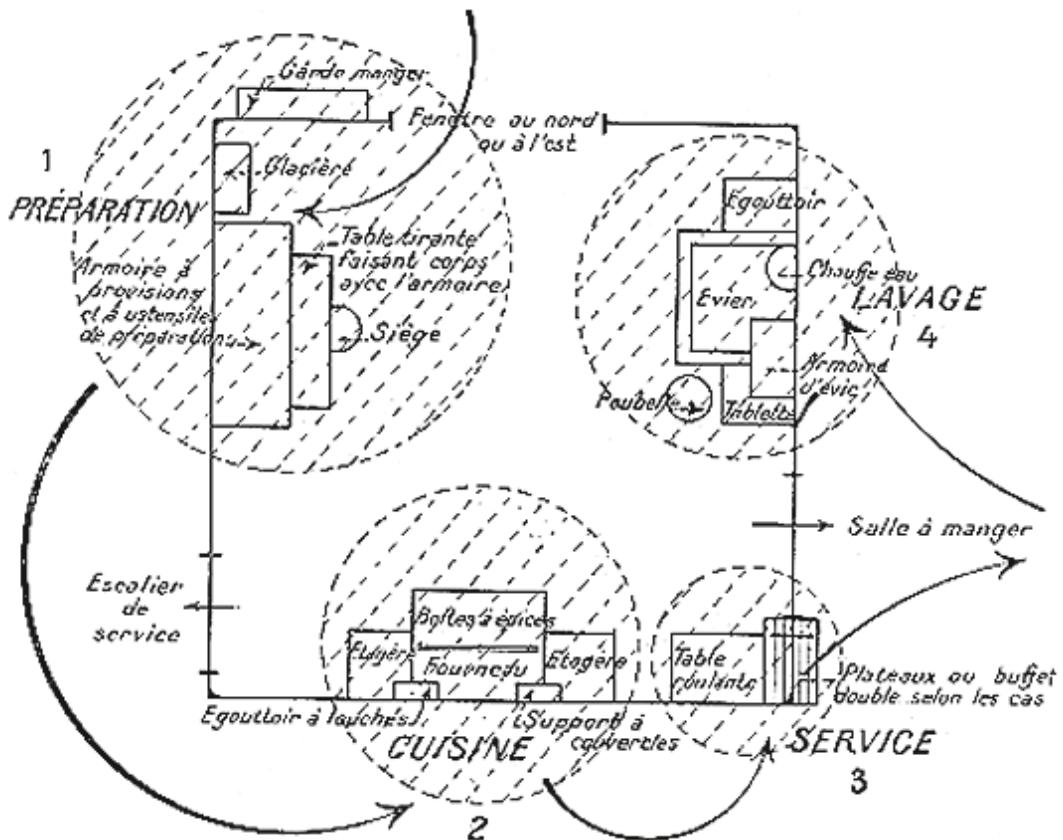 Garde manger
Fenêtre au nord
ou à l'est
1
PRÉPARATION
Glacière
Table tirante
faisant corps
avec l'armoire
Armoire à
provisions
et à ustensiles
de préparations
Siège
Egouttoir
Chauffe eau
Evier
LAVAGE
4
Armoire
d'évic
Poubelle
Tablette
Salle à manger
Escalier
de
service
Boîtes à épices
Etagère
Fourneau
Etagère
Table
roulante
Plateaux ou buffet
double selon les cas
Egouttoir à louches
Support à
couvercles
CUISINE
2
SERVICE
3